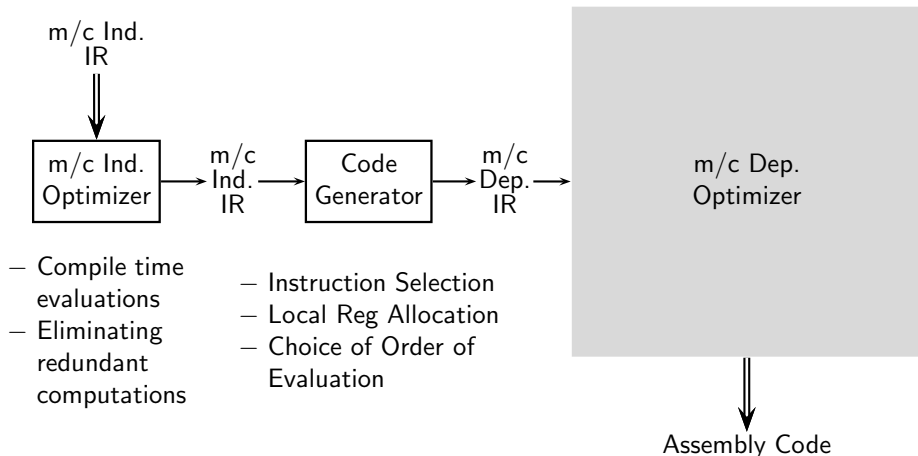 m/c Ind.
IR
m/c Ind.
Optimizer
m/c
Ind.
IR
Code
Generator
m/c
Dep.
IR
m/c Dep.
Optimizer
– Compile time
evaluations
– Eliminating
redundant
computations
– Instruction Selection
– Local Reg Allocation
– Choice of Order of
Evaluation
Assembly Code